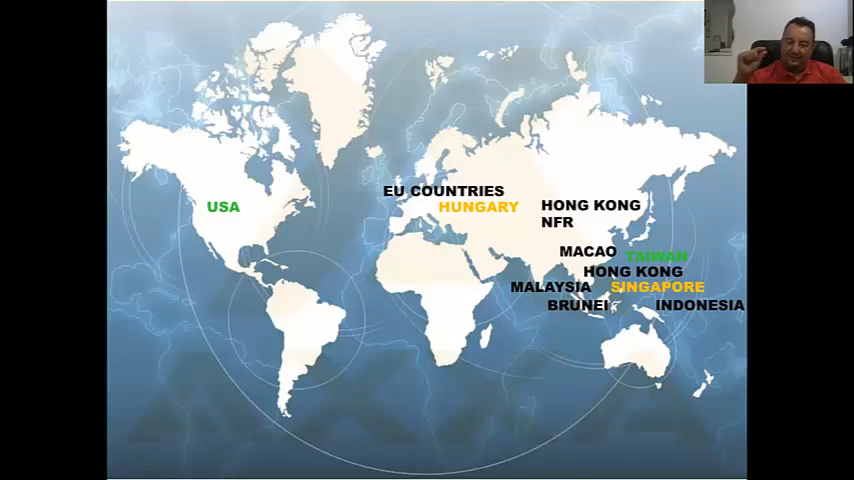 EU COUNTRIES
USA
HUNGARY
HONG KONG
NFR
MACAO
TAIWAN
HONG KONG
MALAYSIA
SINGAPORE
BRUNEI
INDONESIA